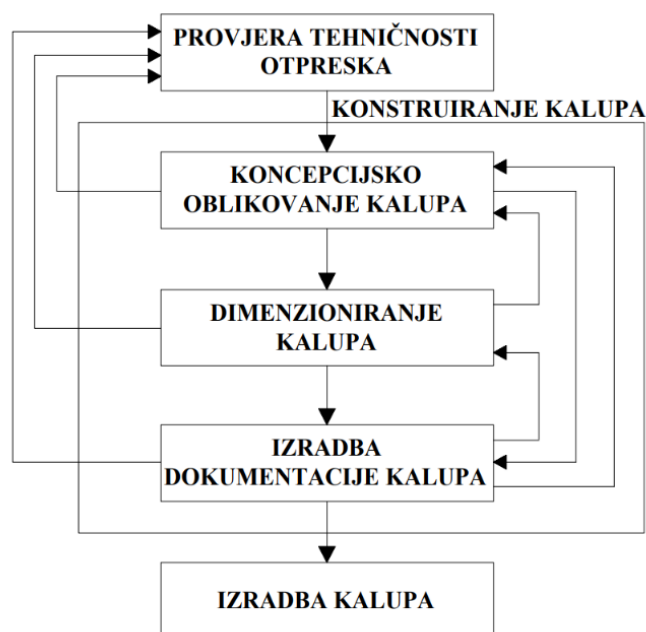 PROVJERA TEHNIČNOSTI
OTPRESKA
KONSTRUIRANJE KALUPA
KONCEPCIJSKO
OBLIKOVANJE KALUPA
DIMENZIONIRANJE
KALUPA
IZRADBA
DOKUMENTACIJE KALUPA
IZRADBA KALUPA